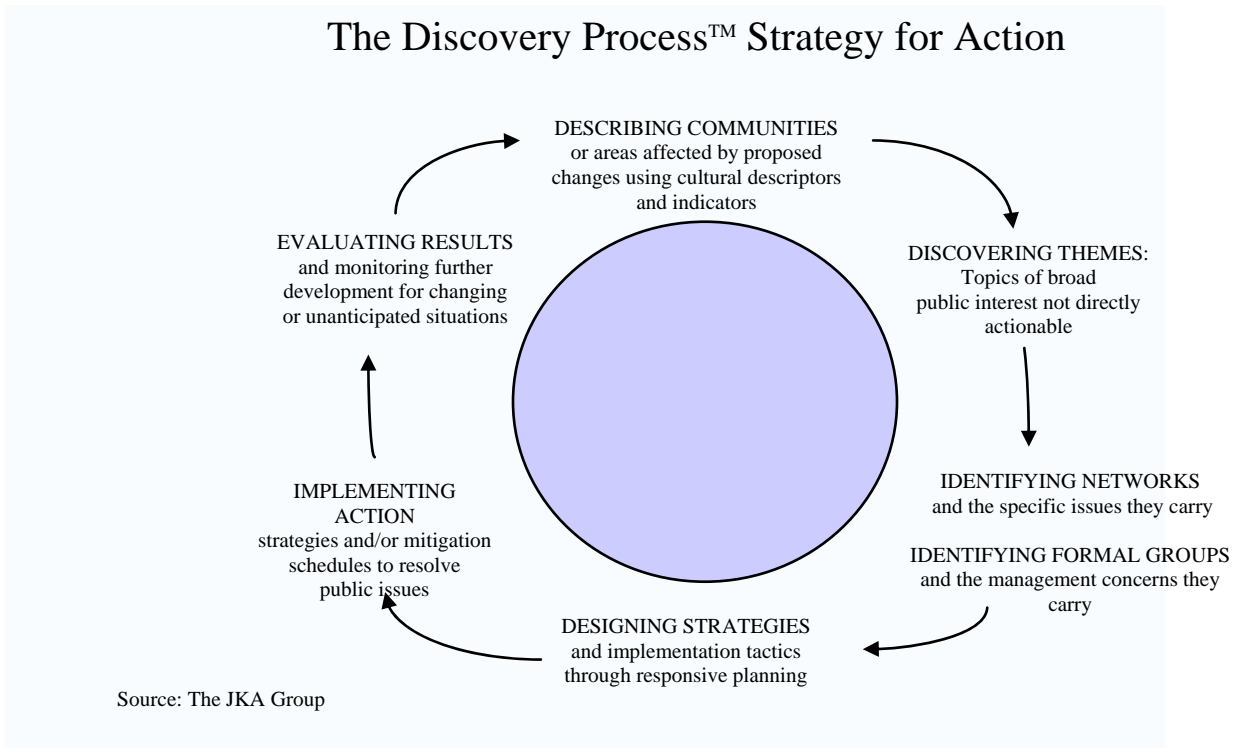 The Discovery Process™ Strategy for Action
DESCRIBING COMMUNITIES
or areas affected by proposed
changes using cultural descriptors
and indicators
DISCOVERING THEMES:
Topics of broad
public interest not directly
actionable
IDENTIFYING NETWORKS
and the specific issues they carry
IDENTIFYING FORMAL GROUPS
and the management concerns they
carry
DESIGNING STRATEGIES
and implementation tactics
through responsive planning
IMPLEMENTING
ACTION
strategies and/or mitigation
schedules to resolve
public issues
EVALUATING RESULTS
and monitoring further
development for changing
or unanticipated situations
Source: The JKA Group